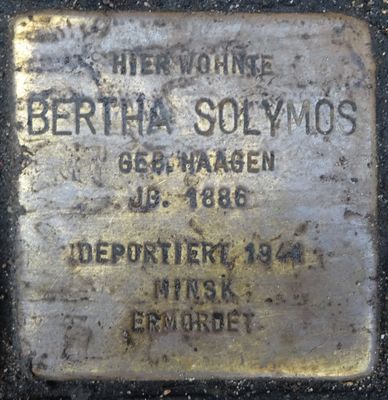 HIER WOHNTE
BERTHA SOLYMOS
GEB. HAAGEN
JG. 1886
DEPORTIERT 1941
MINSK
ERMORDET